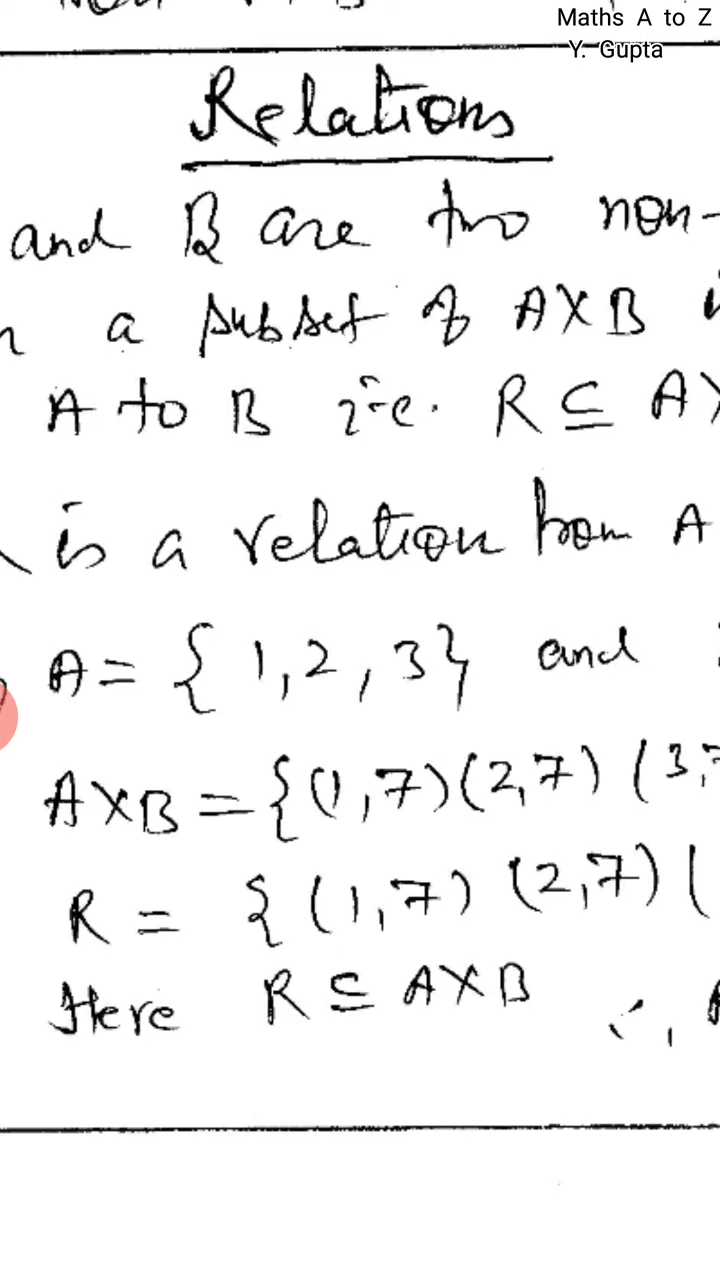 Maths A to Z
Y. Gupta
Relations
and B are two non-
a subset of A×B
A to B i.e. R ⊆ A×
is a relation from A
A = { 1, 2, 3} and
A×B = {(1,7)(2,7) (3,7
R = { (1,7) (2,7) (
Here R ⊆ A×B ∴,